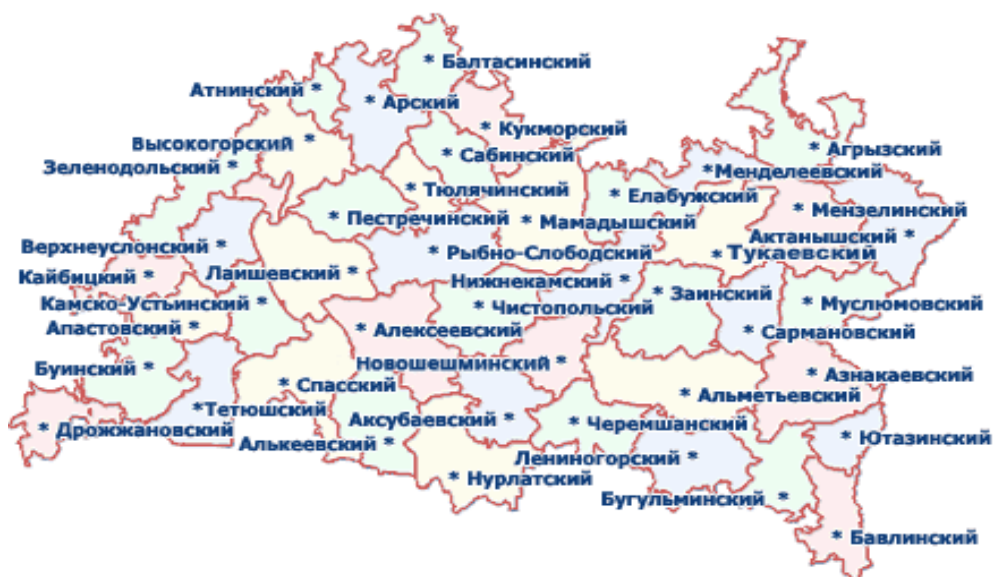 * Балтасинский
Атнинский *
* Арский
* Кукморский
Высокогорский *
* Агрызский
* Сабинский
Зеленодольский *
* Менделеевский
* Тюлячинский
* Елабужский
* Мензелинский
* Пестречинский
* Мамадышский
Актанышский *
Верхнеуслонский *
* Рыбно-Слободский
* Тукаевский
Кайбицкий *
Лаишевский *
Нижнекамский *
* Заинский
Камско-Устьинский *
* Чистопольский
* Муслюмовский
Апастовский *
* Алексеевский
* Сармановский
Буинский *
Новошешминский *
* Азнакаевский
* Спасский
* Альметьевский
*Тетюшский
Аксубаевский *
* Черемшанский
* Дрожжановский
* Ютазинский
Алькеевский *
Лениногорский *
* Нурлатский
Бугульминский *
* Бавлинский